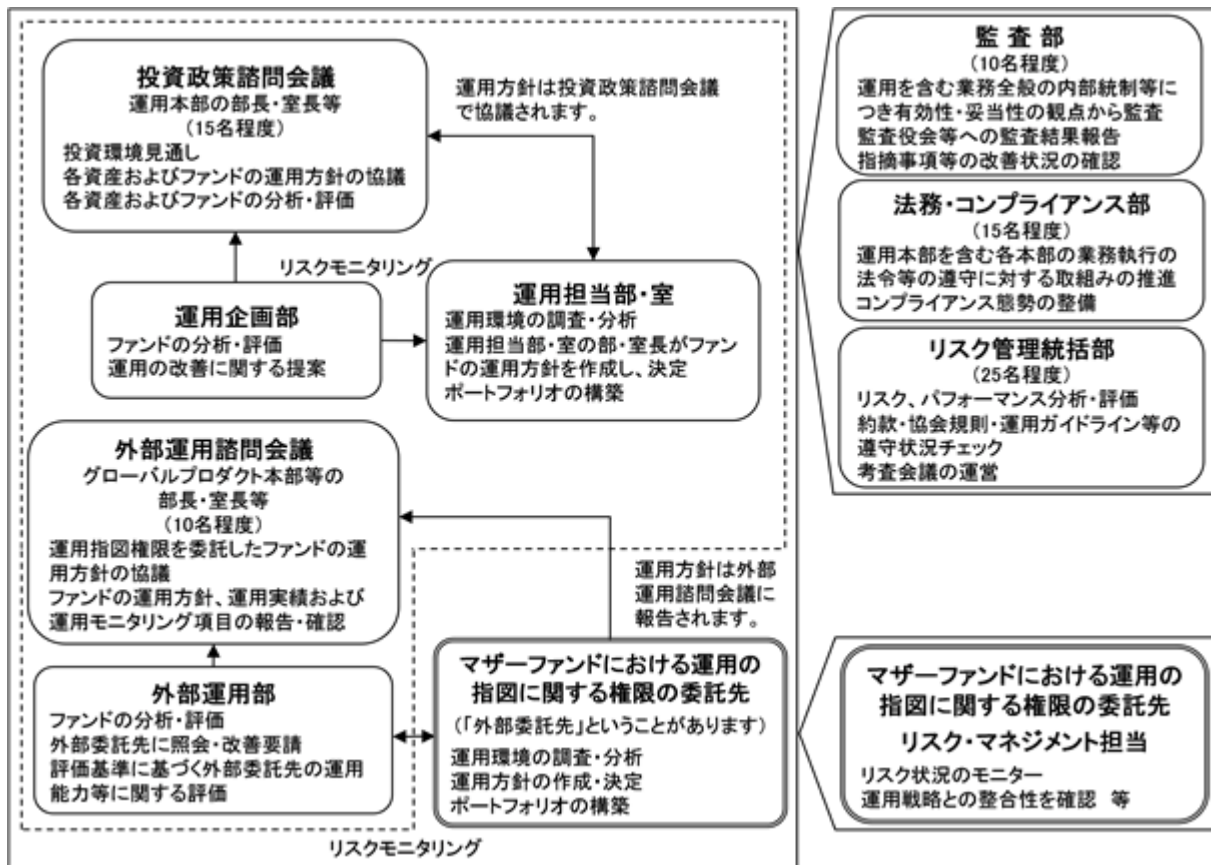 投資政策諮問会議
運用本部の部長・室長等
(15名程度)
投資環境見通し
各資産およびファンドの運用方針の協議
各資産およびファンドの分析・評価
運用方針は投資政策諮問会議
で協議されます。
リスクモニタリング
運用企画部
ファンドの分析・評価
運用の改善に関する提案
運用担当部・室
運用環境の調査・分析
運用担当部・室の部・室長がファン
ドの運用方針を作成し、決定
ポートフォリオの構築
外部運用諮問会議
グローバルプロダクト本部等の
部長・室長等
(10名程度)
運用指図権限を委託したファンドの運
用方針の協議
ファンドの運用方針、運用実績および
運用モニタリング項目の報告・確認
運用方針は外部
運用諮問会議に
報告されます。
外部運用部
ファンドの分析・評価
外部委託先に照会・改善要請
評価基準に基づく外部委託先の運用
能力等に関する評価
マザーファンドにおける運用の
指図に関する権限の委託先
(「外部委託先」ということがあります)
運用環境の調査・分析
運用方針の作成・決定
ポートフォリオの構築
リスクモニタリング
監 査 部
(10名程度)
運用を含む業務全般の内部統制等に
つき有効性・妥当性の観点から監査
監査役会等への監査結果報告
指摘事項等の改善状況の確認
法務・コンプライアンス部
(15名程度)
運用本部を含む各本部の業務執行の
法令等の遵守に対する取組みの推進
コンプライアンス態勢の整備
リスク管理統括部
(25名程度)
リスク、パフォーマンス分析・評価
約款・協会規則・運用ガイドライン等の
遵守状況チェック
考査会議の運営
マザーファンドにおける運用の
指図に関する権限の委託先
リスク・マネジメント担当
リスク状況のモニター
運用戦略との整合性を確認 等